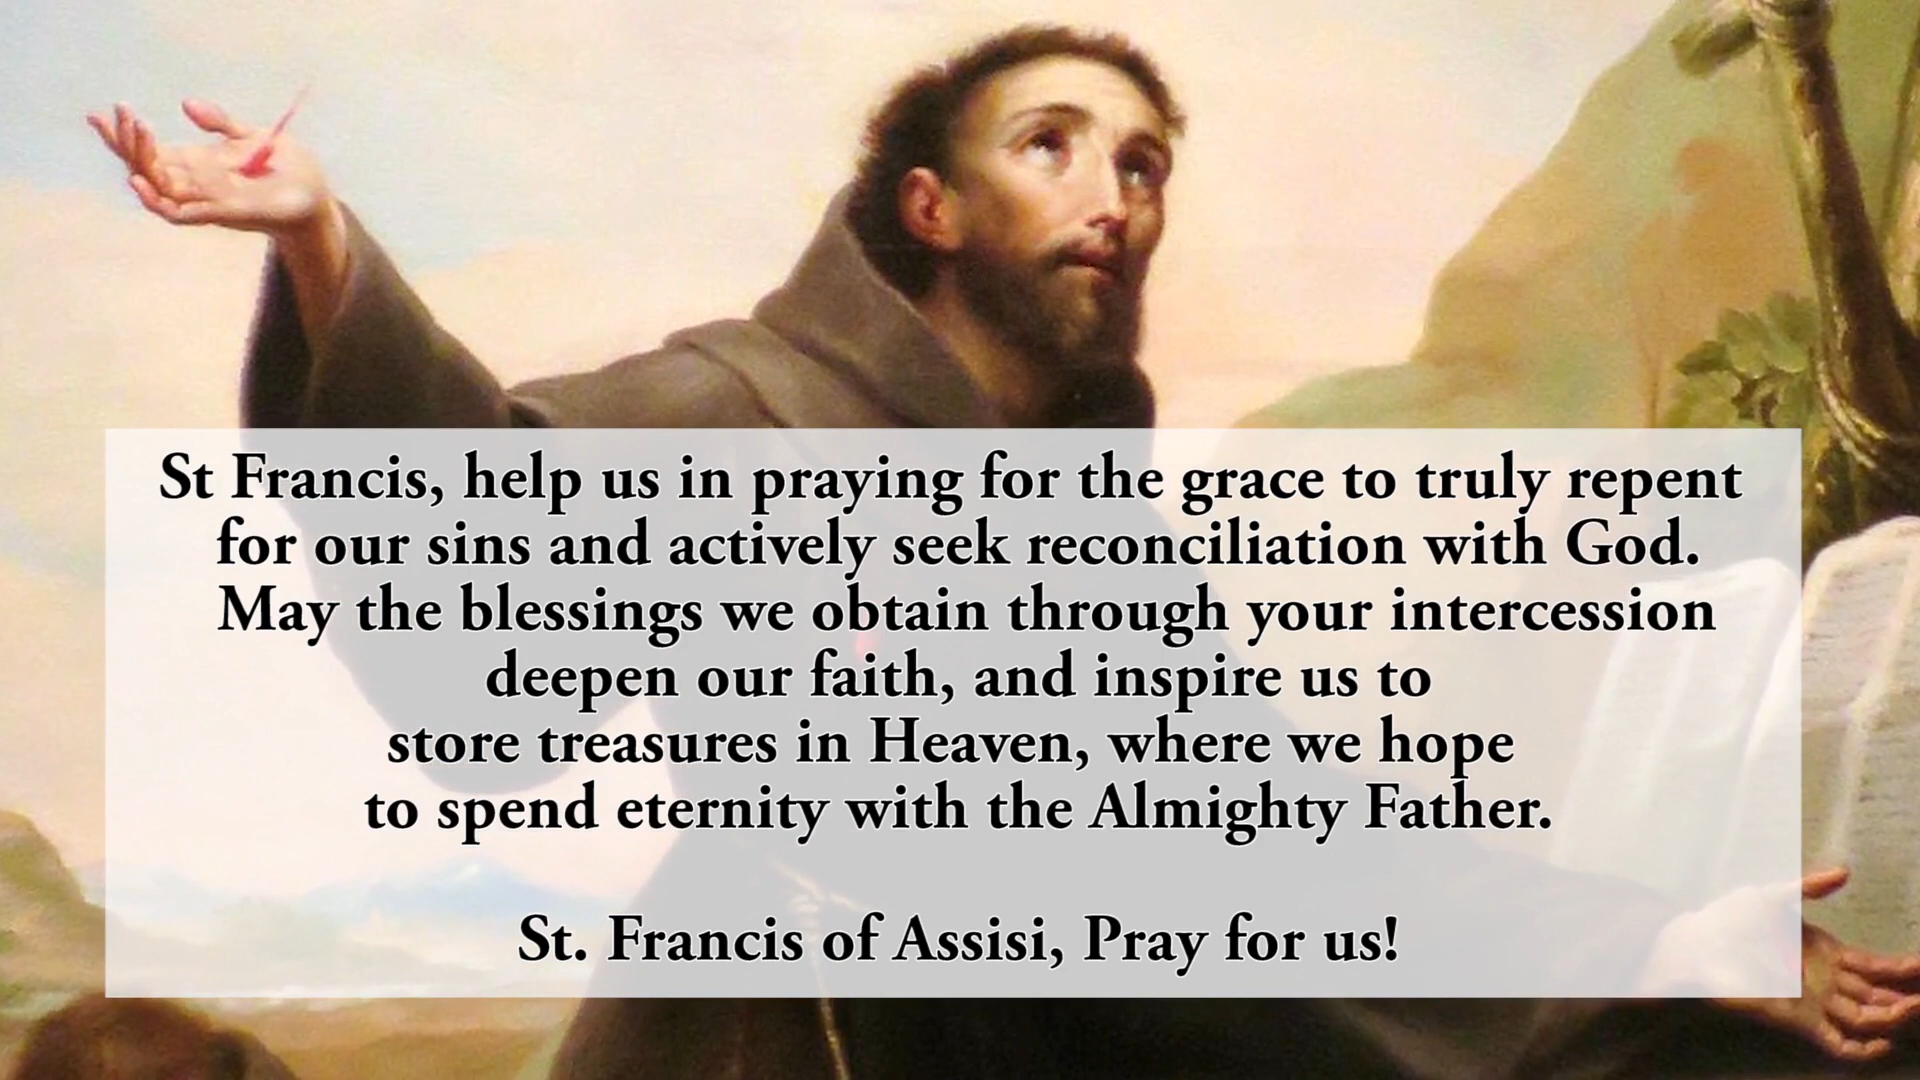 St Francis, help us in praying for the grace to truly repent
for our sins and actively seek reconciliation with God.
May the blessings we obtain through your intercession
deepen our faith, and inspire us to
store treasures in Heaven, where we hope
to spend eternity with the Almighty Father.
St. Francis of Assisi, Pray for us!